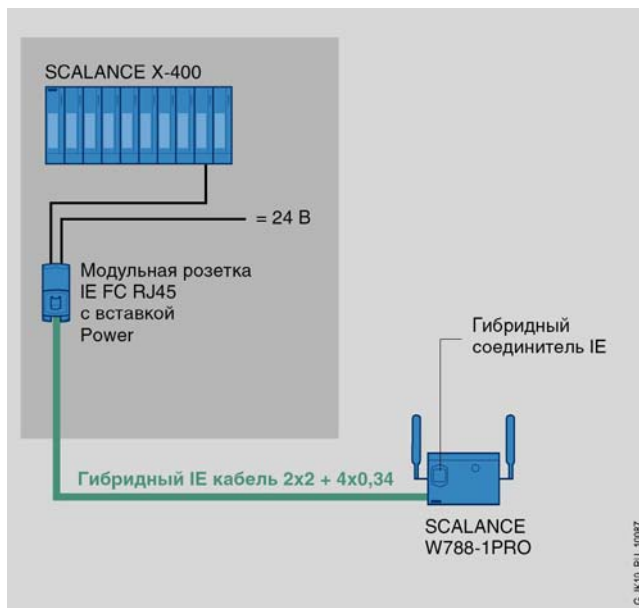 SCALANCE X-400
= 24 В
Модульная розетка
IE FC RJ45
с вставкой
Power
Гибридный
соединитель IE
Гибридный IE кабель 2x2 + 4x0,34
SCALANCE
W788-1PRO
G_IK10_RU_10087